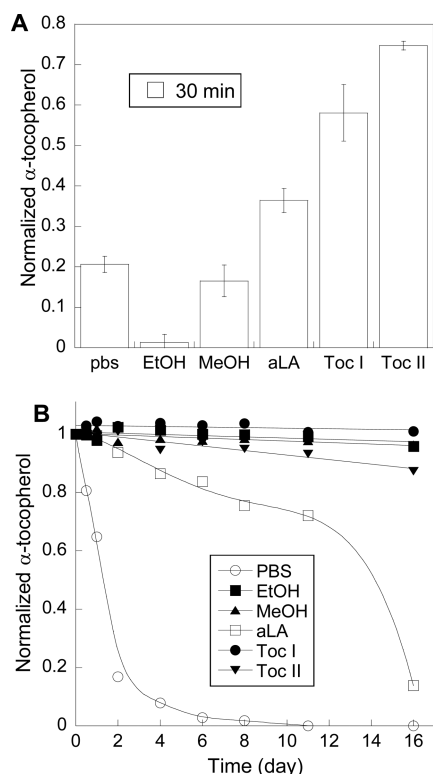 A
Normalized α-tocopherol
0.8
0.7
0.6
0.5
0.4
0.3
0.2
0.1
0
30 min
pbs EtOH MeOH aLA Toc I Toc II
B
Normalized α-tocopherol
1
0.8
0.6
0.4
0.2
0
PBS
EtOH
MeOH
aLA
Toc I
Toc II
0 2 4 6 8 10 12 14 16
Time (day)